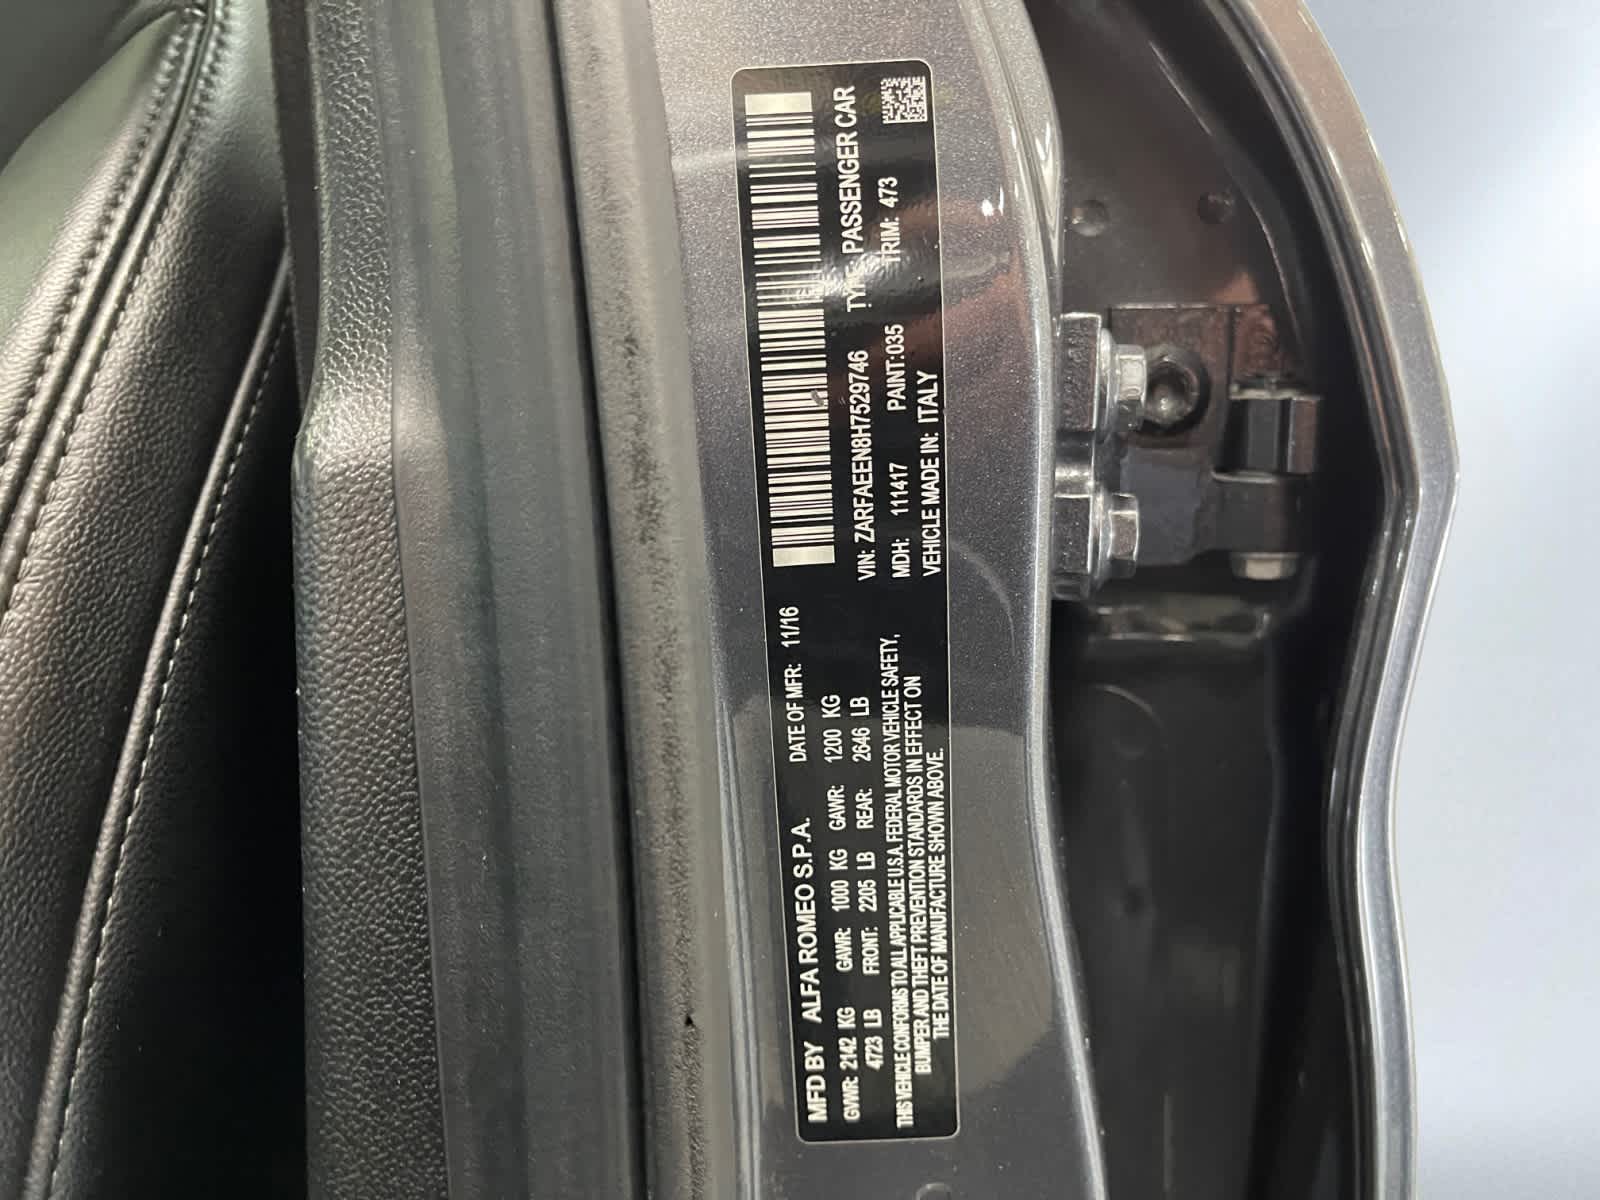 MFD BY ALFA ROMEO S.P.A. DATE OF MFR: 11/16
GVWR: 2142 KG GAWR: 1000 KG GAWR: 1200 KG
4723 LB FRONT: 2205 LB REAR: 2646 LB
THIS VEHICLE CONFORMS TO ALL APPLICABLE U.S.A. FEDERAL MOTOR VEHICLE SAFETY,
BUMPER AND THEFT PREVENTION STANDARDS IN EFFECT ON
THE DATE OF MANUFACTURE SHOWN ABOVE.
VIN: ZARFAEEN8H7529746 TYPE: PASSENGER CAR
MDH: 111417 PAINT:035 TRIM: 473
VEHICLE MADE IN: ITALY